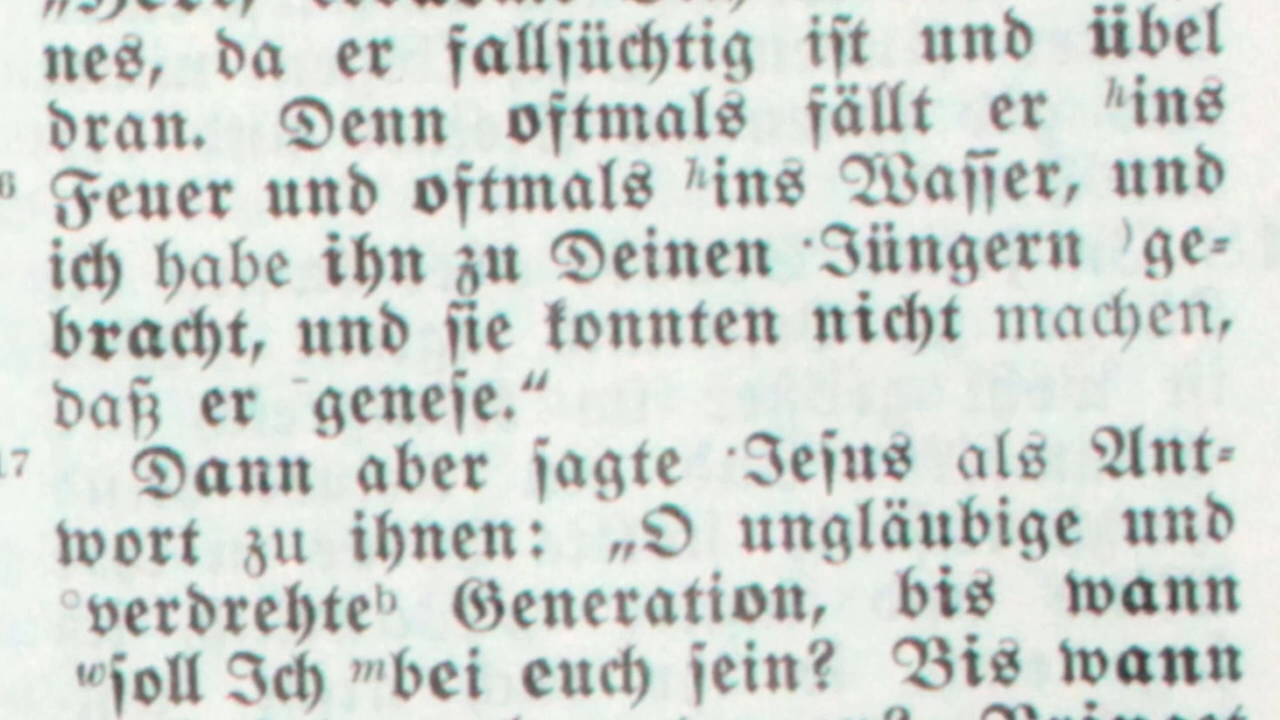 nes, da er fallsüchtig ist und übel
dran. Denn oftmals fällt er ʰins
6 Feuer und oftmals ʰins Wasser, und
ich habe ihn zu Deinen ·Jüngern ⁾ge=
bracht, und sie konnten nicht machen,
daß er ¯genese.“
17 Dann aber sagte ·Jesus als Ant=
wort zu ihnen: „O ungläubige und
°verdrehteᵇ Generation, bis wann
ʷsoll Ich ᵐbei euch sein? Bis wann